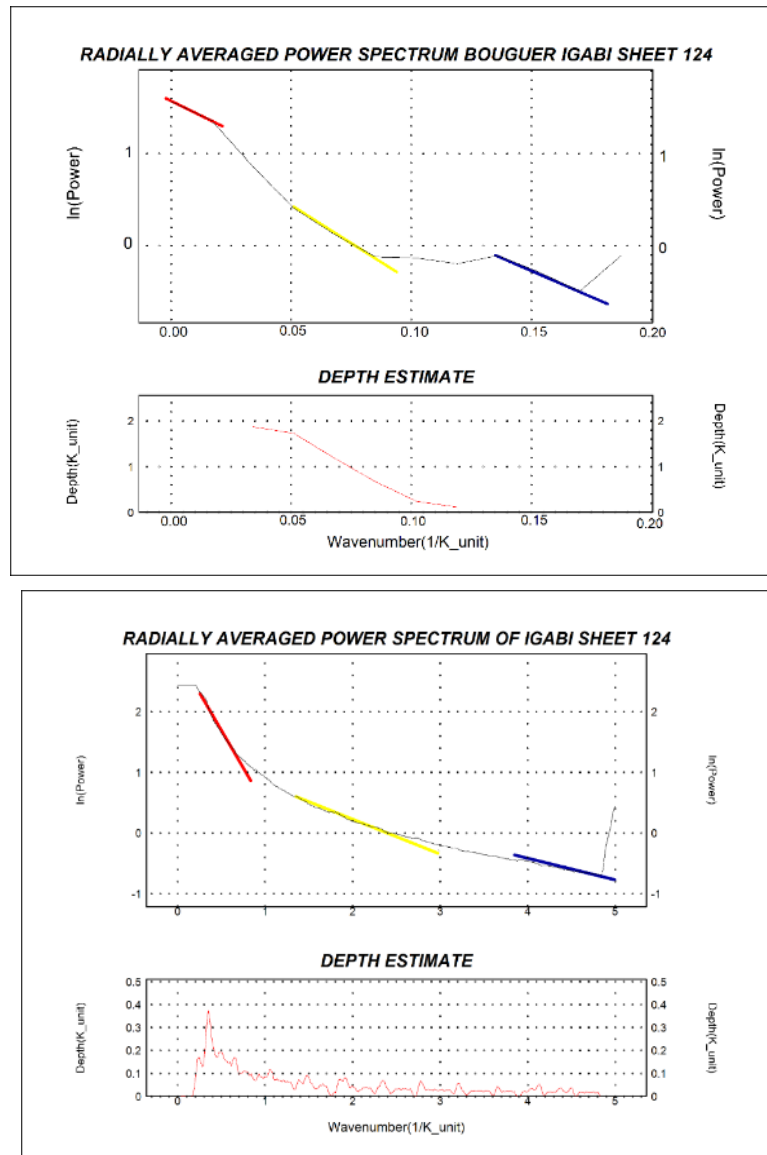 RADIALLY AVERAGED POWER SPECTRUM BOUGUER IGABI SHEET 124
ln(Power)
1
0
1
0
ln(Power)
0.00 0.05 0.10 0.15 0.20
DEPTH ESTIMATE
Depth(K_unit)
2
1
0
2
1
0
Depth(K_unit)
0.00 0.05 0.10 0.15 0.20
Wavenumber(1/K_unit)
RADIALLY AVERAGED POWER SPECTRUM OF IGABI SHEET 124
ln(Power)
2
1
0
-1
2
1
0
-1
ln(Power)
0 1 2 3 4 5
DEPTH ESTIMATE
Depth(K_unit)
0.5
0.4
0.3
0.2
0.1
0
0.5
0.4
0.3
0.2
0.1
0
Depth(K_unit)
0 1 2 3 4 5
Wavenumber(1/K_unit)